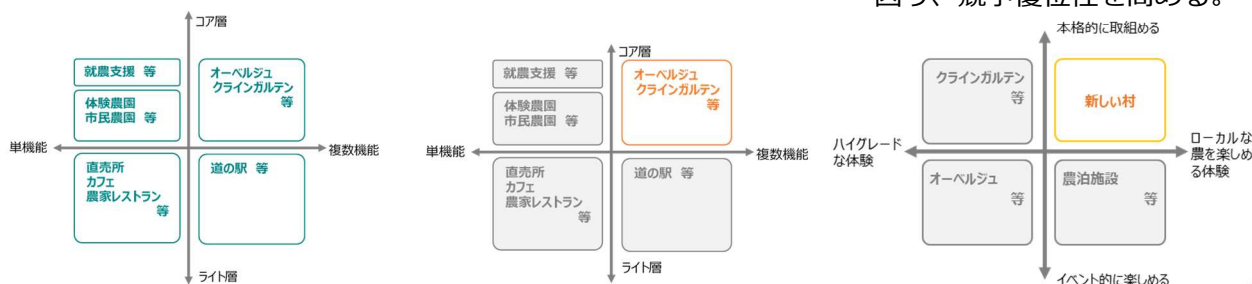 図り、競争優位性を高める。
コア層
就農支援 等
体験農園
市民農園 等
オーベルジュ
クラインガルテン
等
単機能
複数機能
直売所
カフェ
農家レストラン
等
道の駅 等
ライト層
コア層
就農支援 等
体験農園
市民農園 等
オーベルジュ
クラインガルテン
等
単機能
複数機能
直売所
カフェ
農家レストラン
等
道の駅 等
ライト層
本格的に取組める
クラインガルテン
等
新しい村
ハイグレード
な体験
ローカルな
農を楽しめ
る体験
オーベルジュ
等
農泊施設
等
イベント的に楽しめる